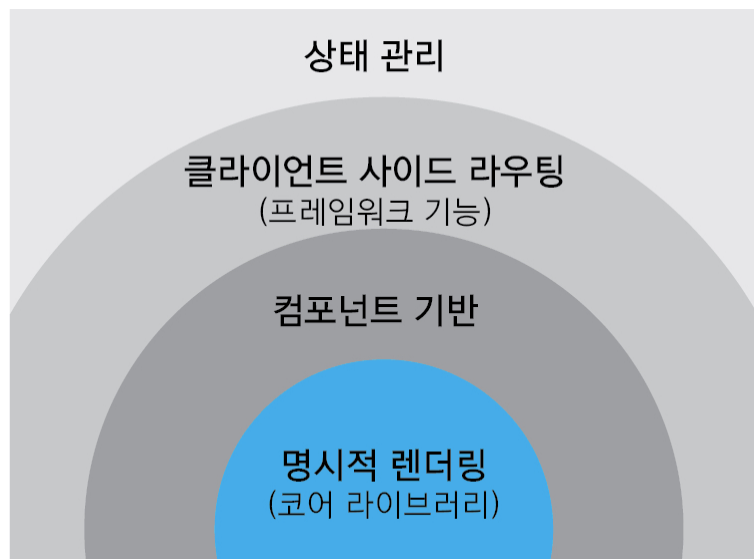 상태 관리
클라이언트 사이드 라우팅
(프레임워크 기능)
컴포넌트 기반
명시적 렌더링
(코어 라이브러리)